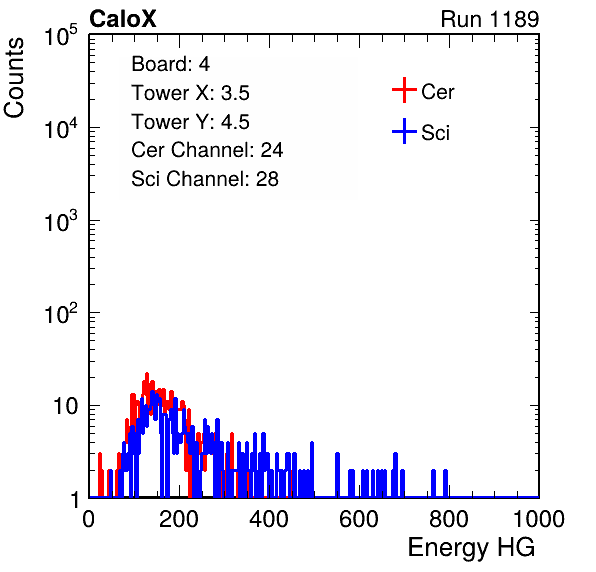 CaloX Run 1189
Counts
Board: 4
Tower X: 3.5
Tower Y: 4.5
Cer Channel: 24
Sci Channel: 28
Cer
Sci
10^5
10^4
10^3
10^2
10
1
0 200 400 600 800 1000
Energy HG